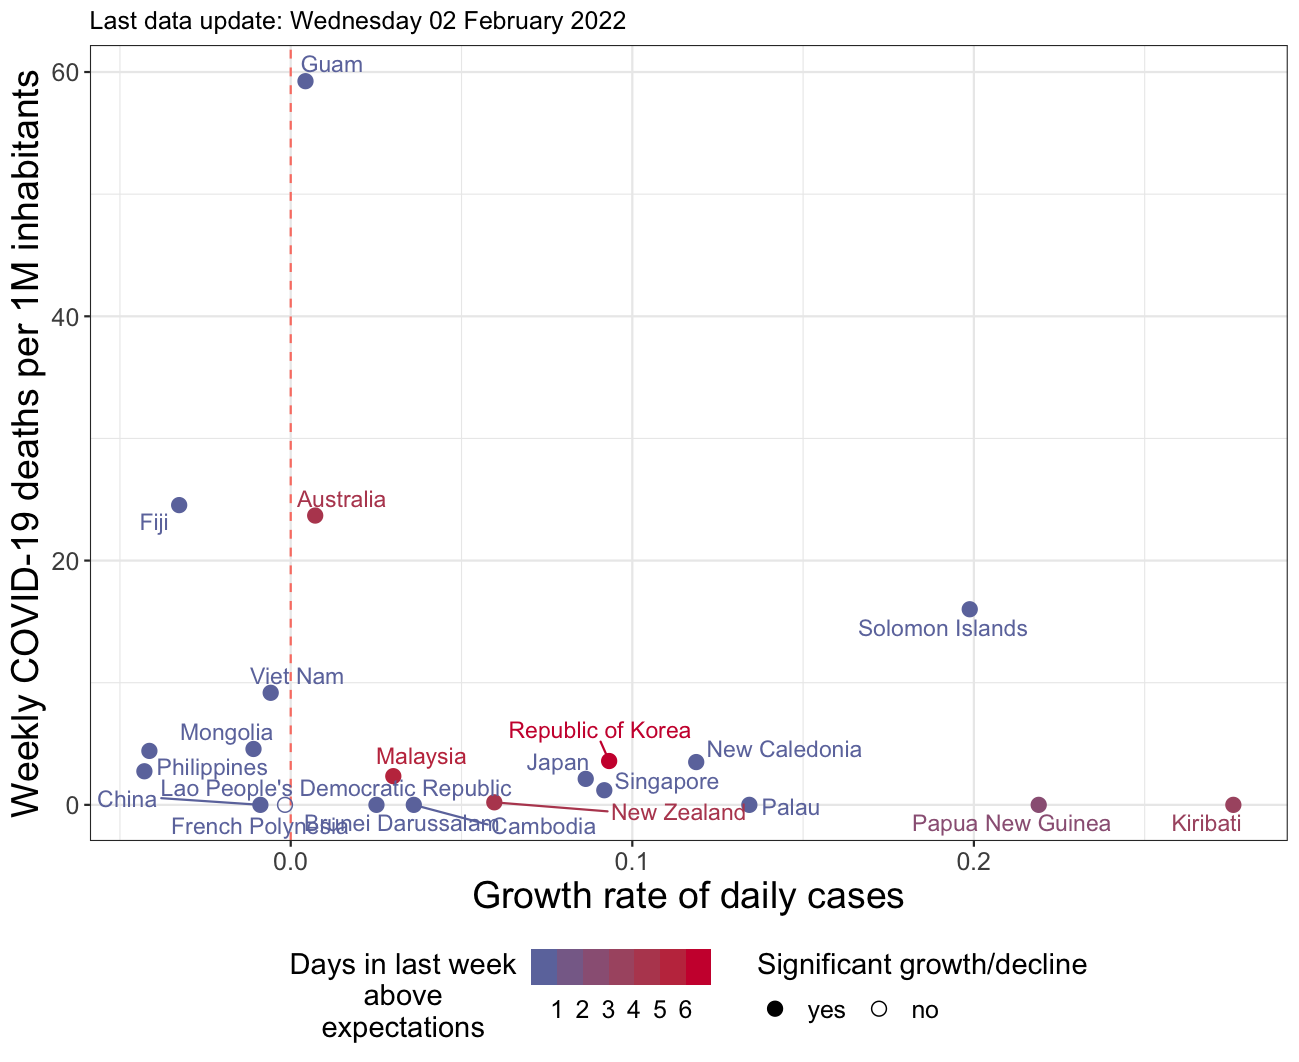 Last data update: Wednesday 02 February 2022
Weekly COVID-19 deaths per 1M inhabitants
60
40
20
0
Guam
Australia
Fiji
Solomon Islands
Viet Nam
Mongolia
Republic of Korea
Malaysia
New Caledonia
Japan
Philippines
Singapore
Lao People's Democratic Republic
China
New Zealand
Palau
French Polynesia
Brunei Darussalam
Cambodia
Papua New Guinea
Kiribati
0.0 0.1 0.2
Growth rate of daily cases
Days in last week
above
expectations
1 2 3 4 5 6
Significant growth/decline
yes no